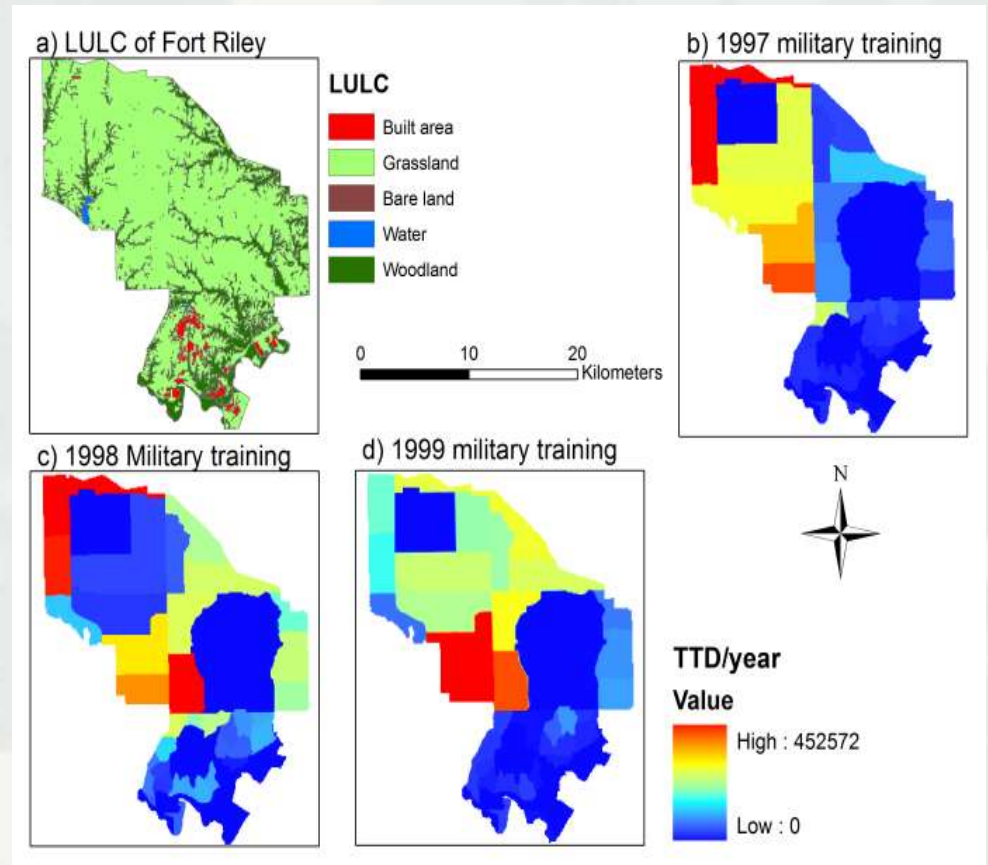 a) LULC of Fort Riley
LULC
Built area
Grassland
Bare land
Water
Woodland
0 10 20
Kilometers
b) 1997 military training
c) 1998 Military training
d) 1999 military training
N
TTD/year
Value
High : 452572
Low : 0